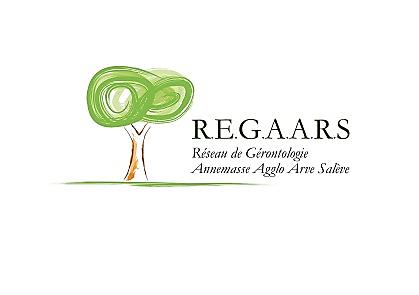 R.E.G.A.A.R.S
Réseau de Gérontologie
Annemasse Agglo Arve Salève